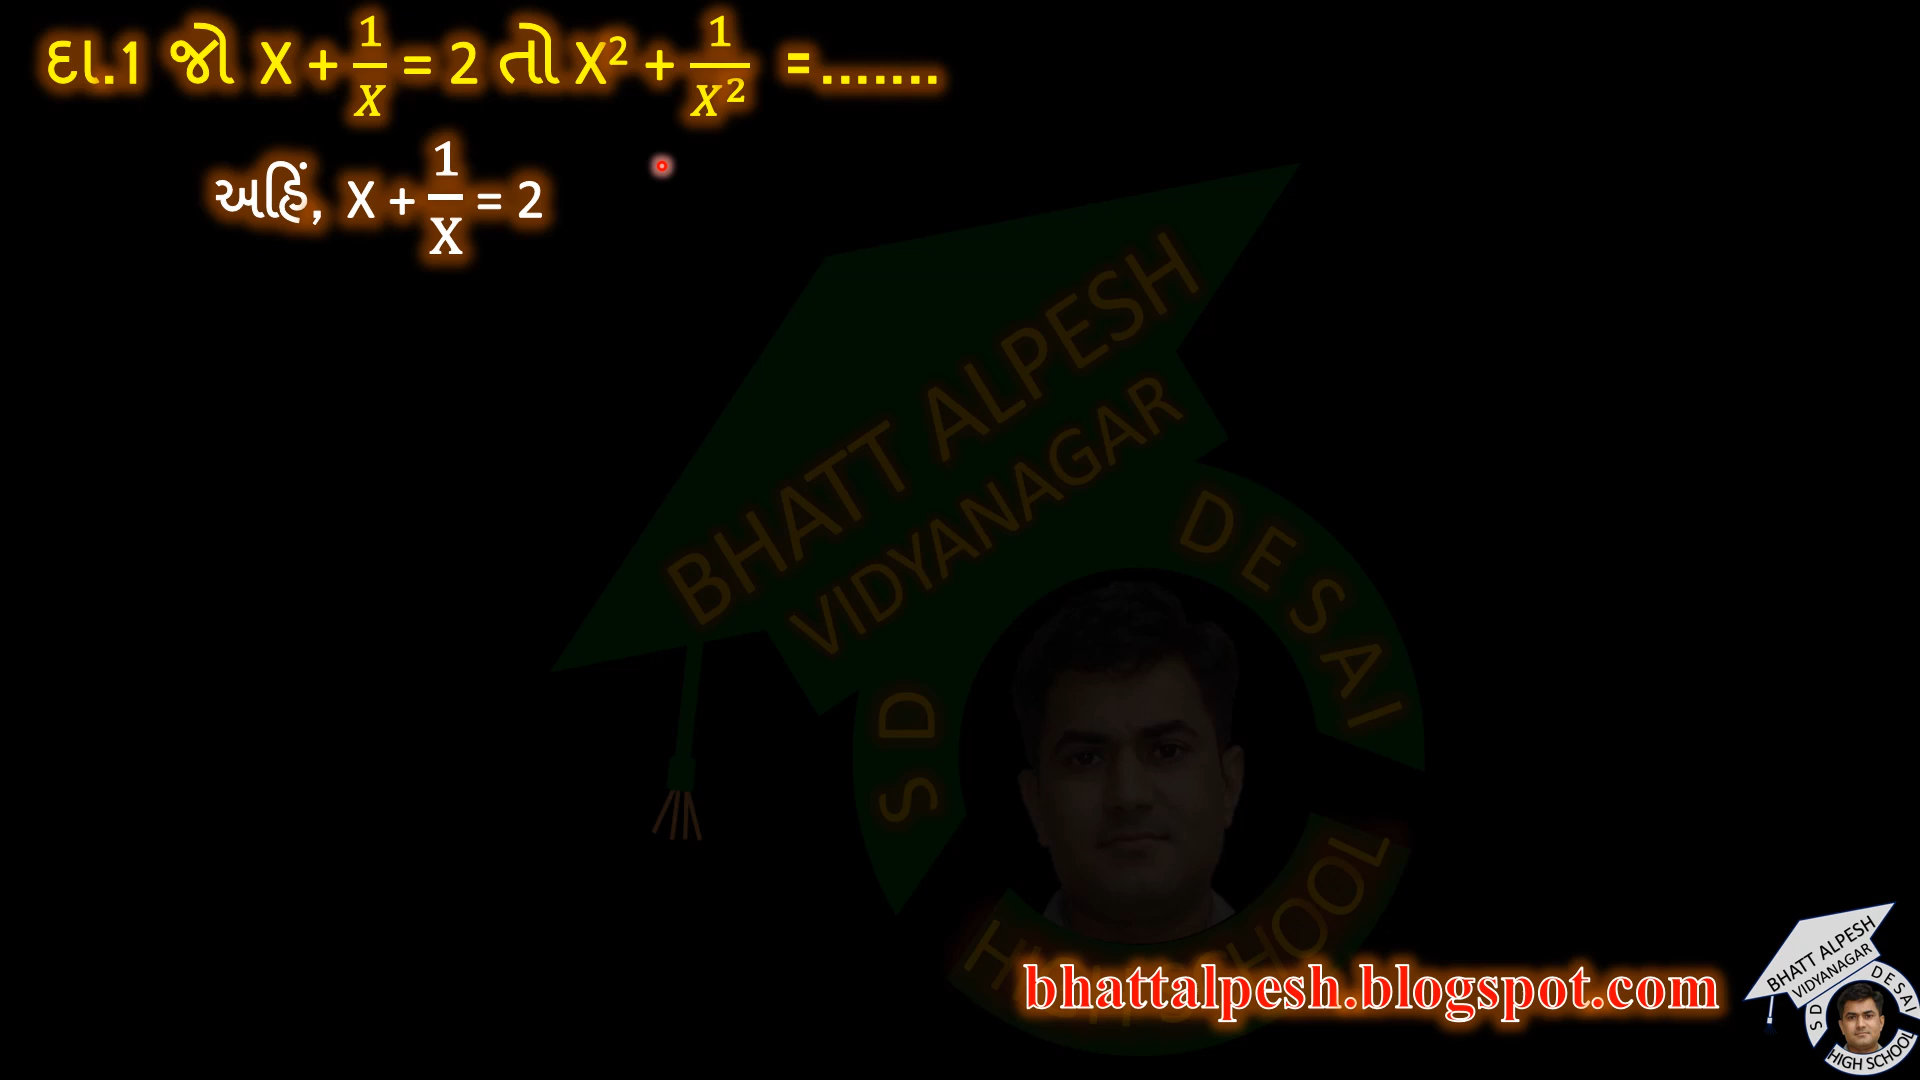 દા.1 જો X + 1/X = 2 તો X² + 1/X² = .......
અહિં, X + 1/X = 2
BHATT ALPESH
VIDYANAGAR
S D DESAI
HIGH SCHOOL
bhattalpesh.blogspot.com
BHATT ALPESH
VIDYANAGAR
S D DESAI
HIGH SCHOOL